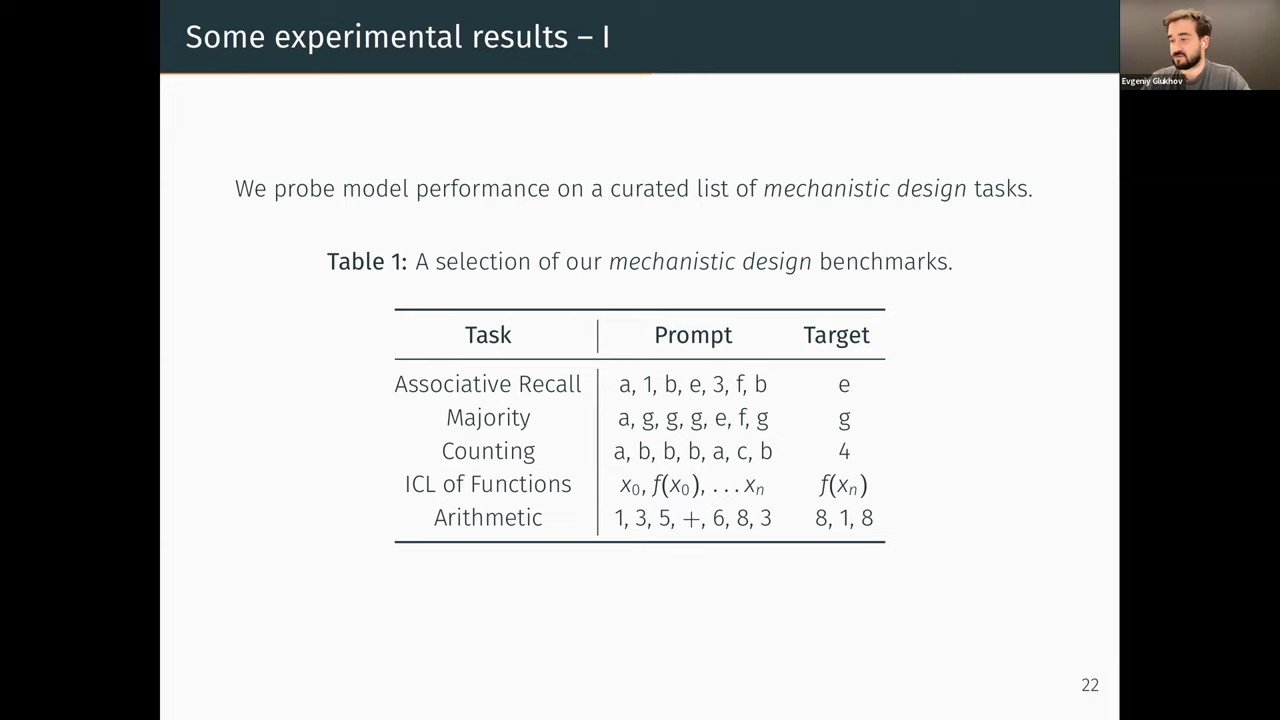 Some experimental results – I
Evgeniy Glukhov
We probe model performance on a curated list of mechanistic design tasks.
Table 1: A selection of our mechanistic design benchmarks.
Task Prompt Target
Associative Recall a, 1, b, e, 3, f, b e
Majority a, g, g, g, e, f, g g
Counting a, b, b, b, a, c, b 4
ICL of Functions x₀, f(x₀), . . . xₙ f(xₙ)
Arithmetic 1, 3, 5, +, 6, 8, 3 8, 1, 8
22